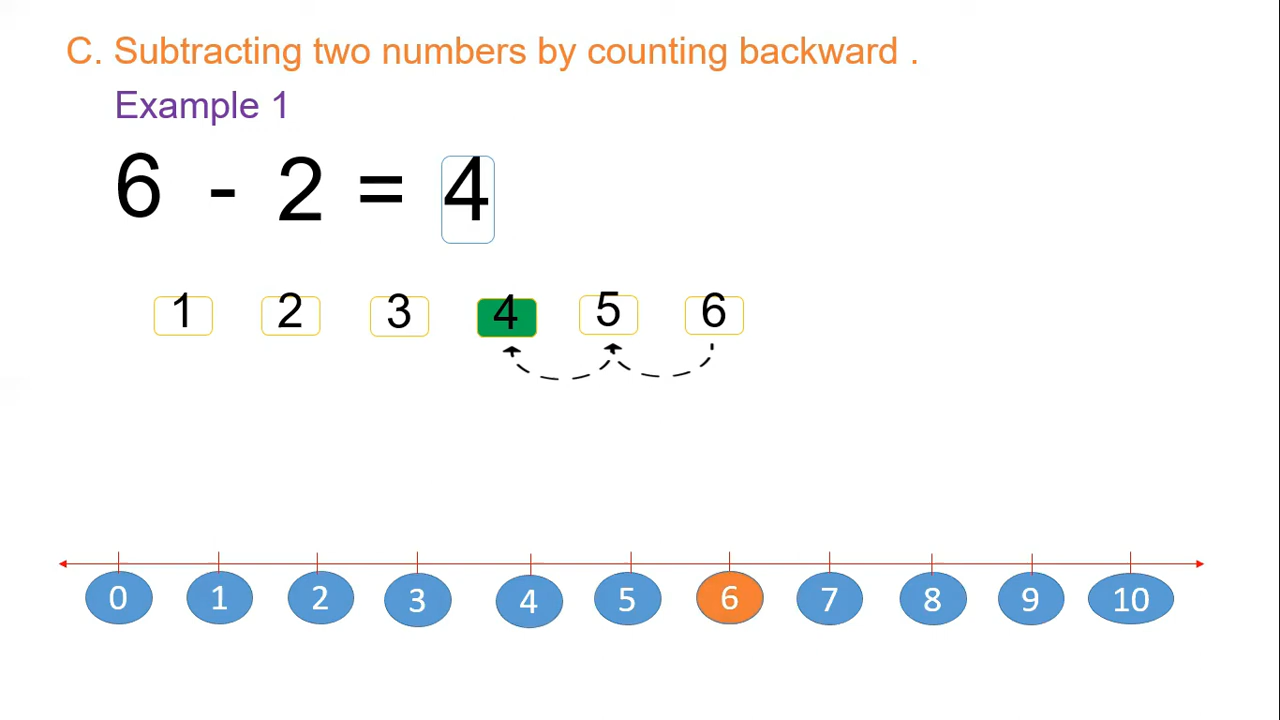 C. Subtracting two numbers by counting backward .
Example 1
6 - 2 = 4
1 2 3 4 5 6
0 1 2 3 4 5 6 7 8 9 10